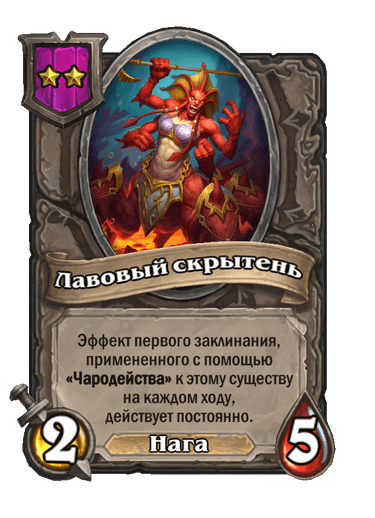 Лавовый скрытень
Эффект первого заклинания,
примененного с помощью
«Чародейства» к этому существу
на каждом ходу,
действует постоянно.
2
Нага
5